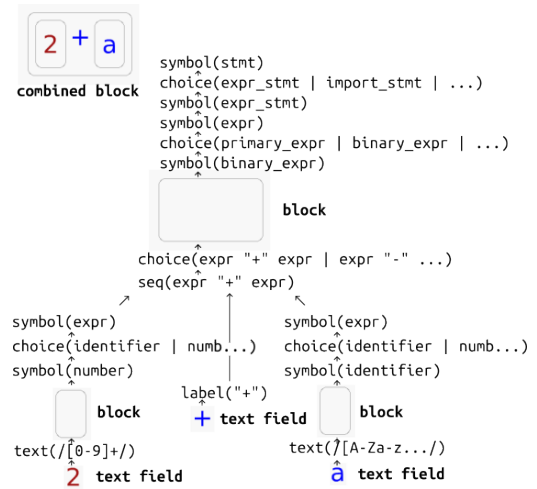 2 + a
combined block
symbol(stmt)
choice(expr_stmt | import_stmt | ...)
symbol(expr_stmt)
symbol(expr)
choice(primary_expr | binary_expr | ...)
symbol(binary_expr)
block
choice(expr "+" expr | expr "-" ...)
seq(expr "+" expr)
symbol(expr)
choice(identifier | numb...)
symbol(number)
block
text(/[0-9]+/)
2 text field
label("+")
+ text field
symbol(expr)
choice(identifier | numb...)
symbol(identifier)
block
text(/[A-Za-z.../)
a text field